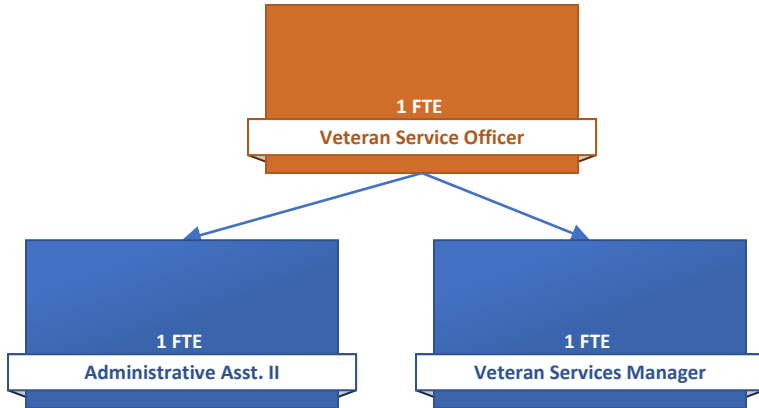 1 FTE
Veteran Service Officer
1 FTE
Administrative Asst. II
1 FTE
Veteran Services Manager